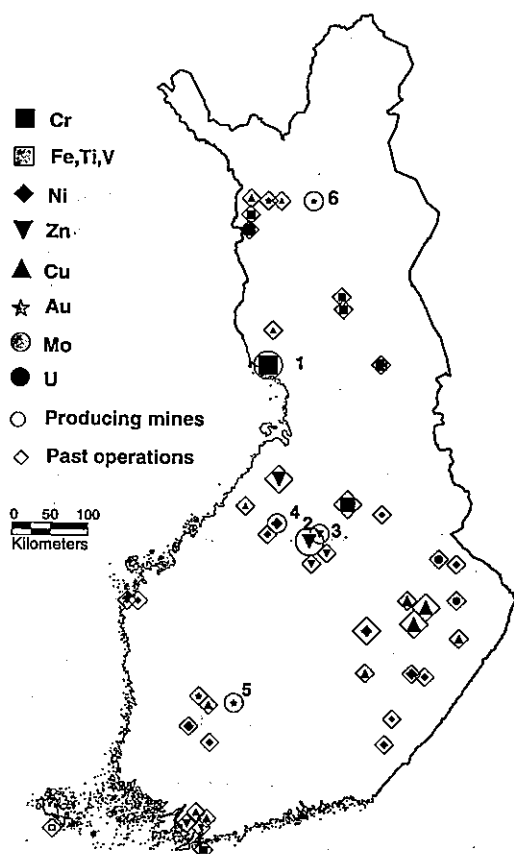 Cr
Fe,Ti,V
Ni
Zn
Cu
Au
Mo
U
Producing mines
Past operations
0 50 100
Kilometers
6
1
4
2
3
5